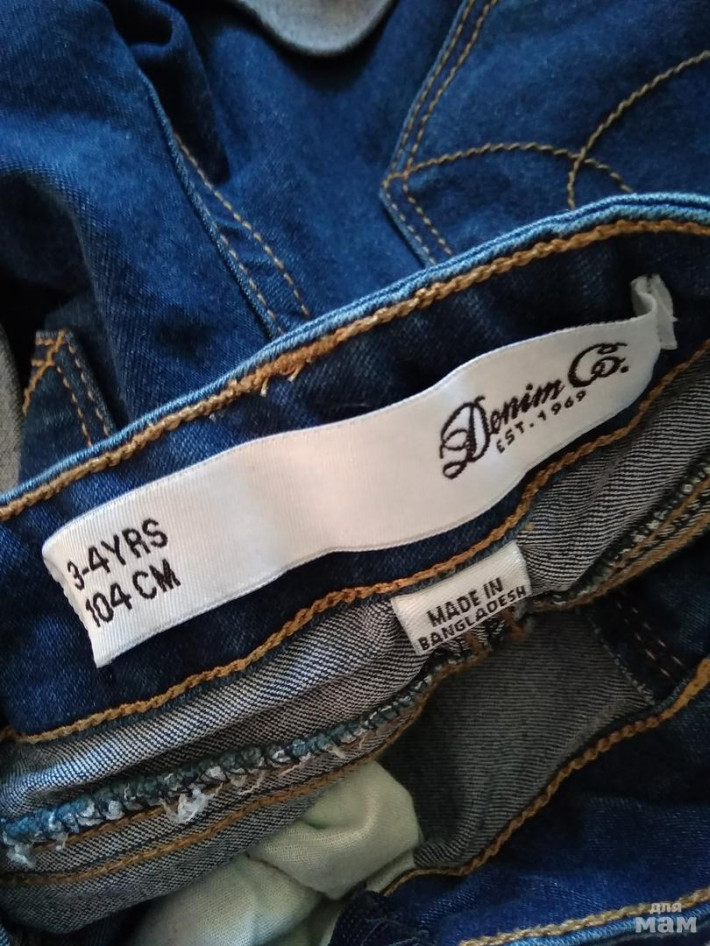 Denim Co.
EST. 1969
3-4YRS
104 CM
MADE IN
BANGLADESH
для
мам